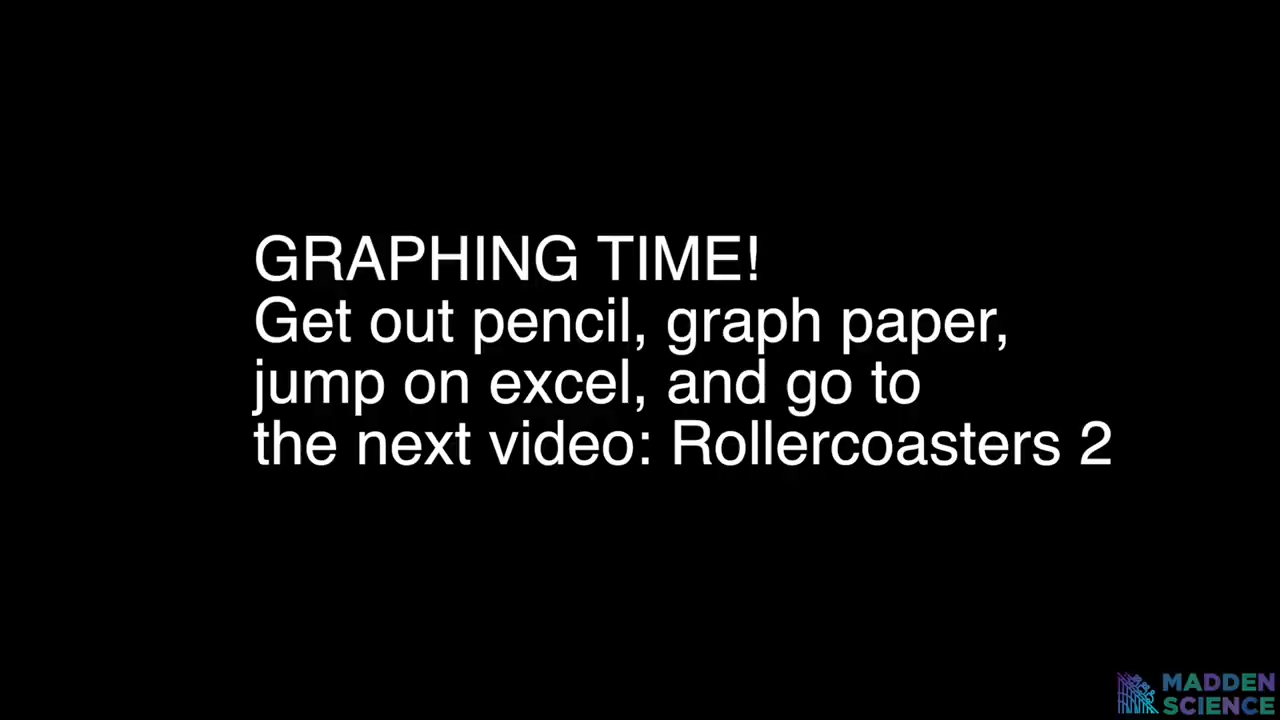 GRAPHING TIME!
Get out pencil, graph paper,
jump on excel, and go to
the next video: Rollercoasters 2
MADDEN
SCIENCE